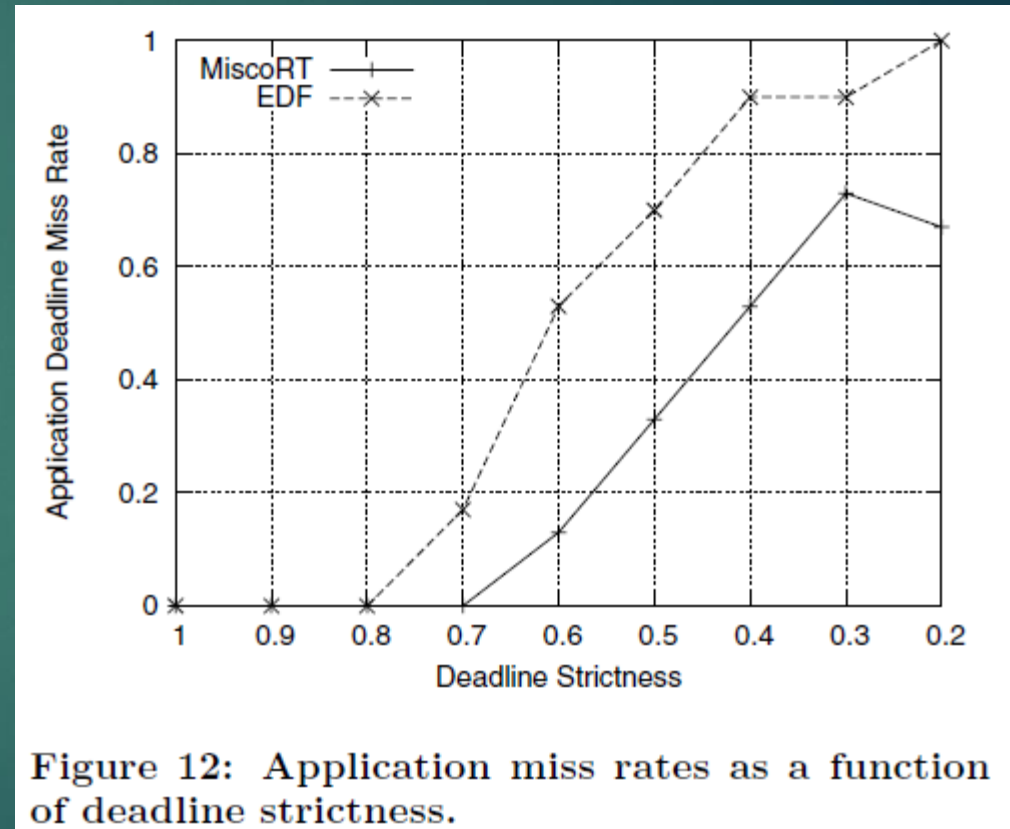 1
MiscoRT
EDF
0.8
0.6
0.4
0.2
0
Application Deadline Miss Rate
1 0.9 0.8 0.7 0.6 0.5 0.4 0.3 0.2
Deadline Strictness
Figure 12: Application miss rates as a function
of deadline strictness.